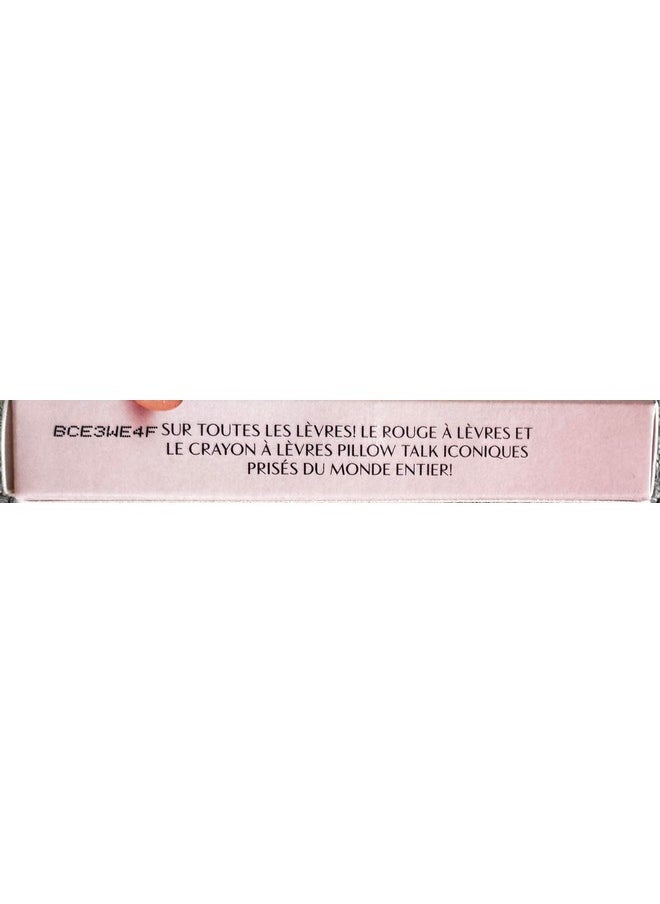 BCE3WE4F SUR TOUTES LES LÈVRES! LE ROUGE À LÈVRES ET
LE CRAYON À LÈVRES PILLOW TALK ICONIQUES
PRISÉS DU MONDE ENTIER!